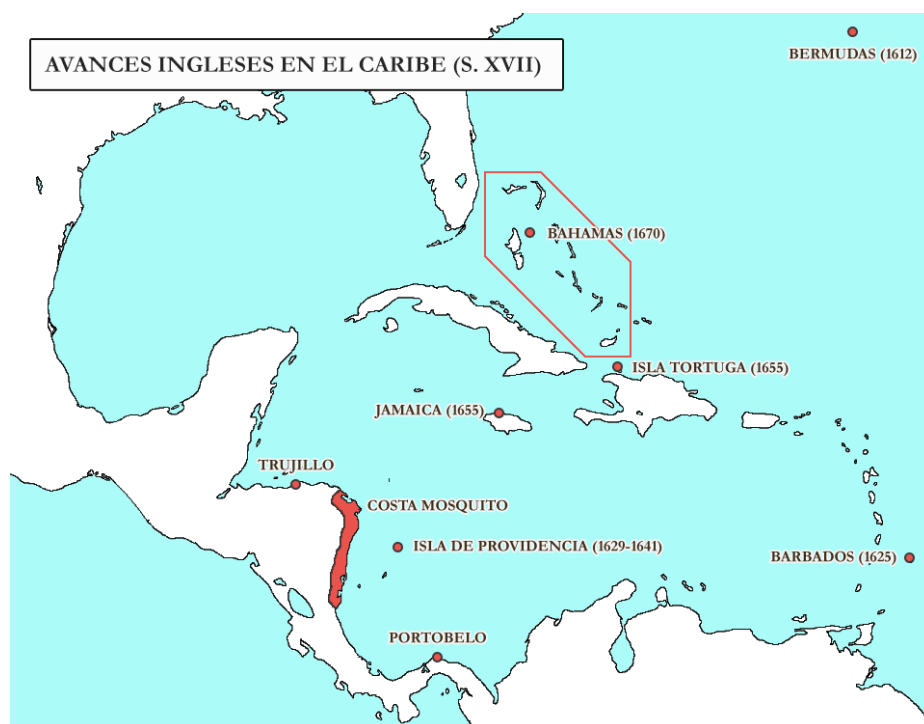 AVANCES INGLESES EN EL CARIBE (S. XVII)
BERMUDAS (1612)
BAHAMAS (1670)
ISLA TORTUGA (1655)
JAMAICA (1655)
TRUJILLO
COSTA MOSQUITO
ISLA DE PROVIDENCIA (1629-1641)
BARBADOS (1625)
PORTOBELO